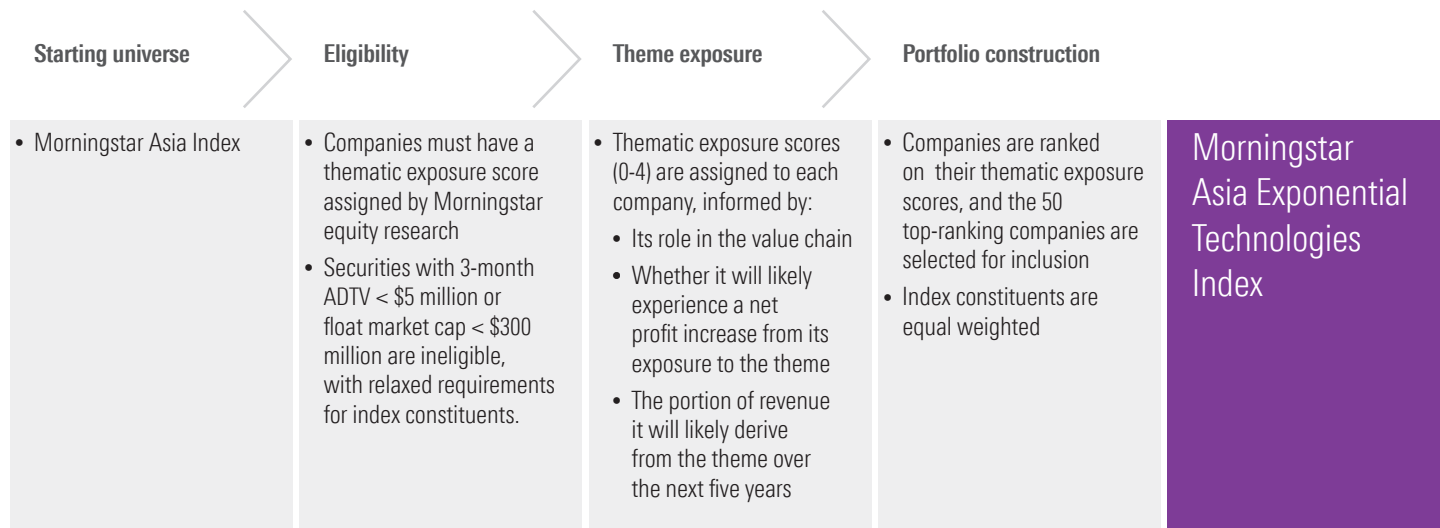 Starting universe
Eligibility
Theme exposure
Portfolio construction
• Morningstar Asia Index
• Companies must have a
thematic exposure score
assigned by Morningstar
equity research
• Securities with 3-month
ADTV < $5 million or
float market cap < $300
million are ineligible,
with relaxed requirements
for index constituents.
• Thematic exposure scores
(0-4) are assigned to each
company, informed by:
• Its role in the value chain
• Whether it will likely
experience a net
profit increase from its
exposure to the theme
• The portion of revenue
it will likely derive
from the theme over
the next five years
• Companies are ranked
on their thematic exposure
scores, and the 50
top-ranking companies are
selected for inclusion
• Index constituents are
equal weighted
Morningstar
Asia Exponential
Technologies
Index